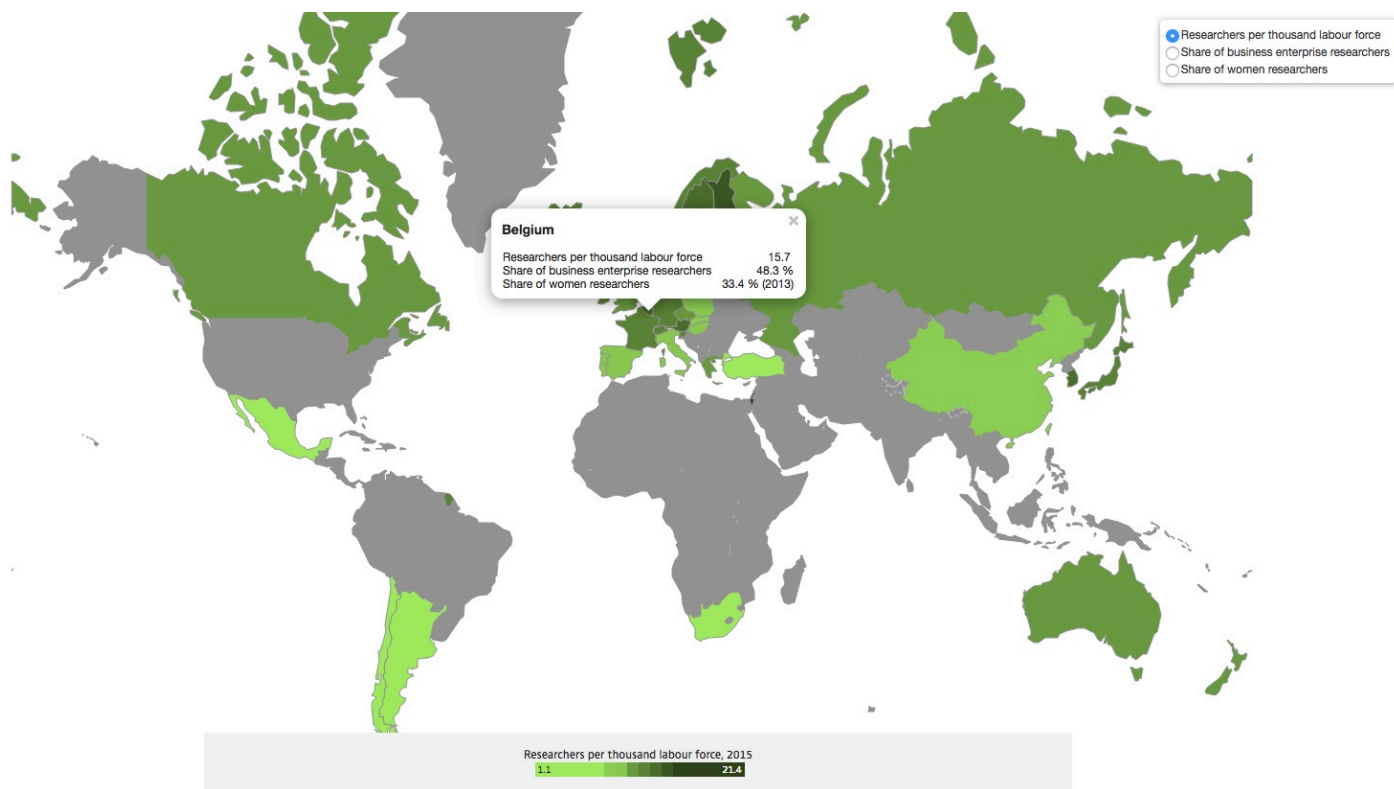 Researchers per thousand labour force
Share of business enterprise researchers
Share of women researchers
Belgium
Researchers per thousand labour force 15.7
Share of business enterprise researchers 48.3 %
Share of women researchers 33.4 % (2013)
Researchers per thousand labour force, 2015
1.1 21.4